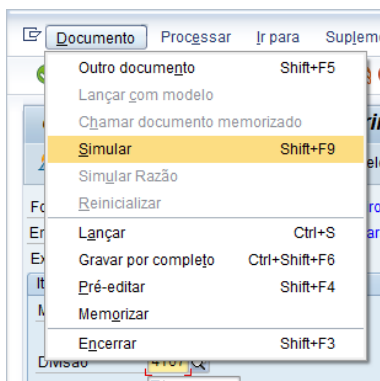 Documento Processar Ir para Suplem
Outro documento Shift+F5
Lançar com modelo
Chamar documento memorizado
Simular Shift+F9
Simular Razão
Reinicializar
Lançar Ctrl+S
Gravar por completo Ctrl+Shift+F6
Pré-editar Shift+F4
Memorizar
Encerrar Shift+F3
Divisão 4107